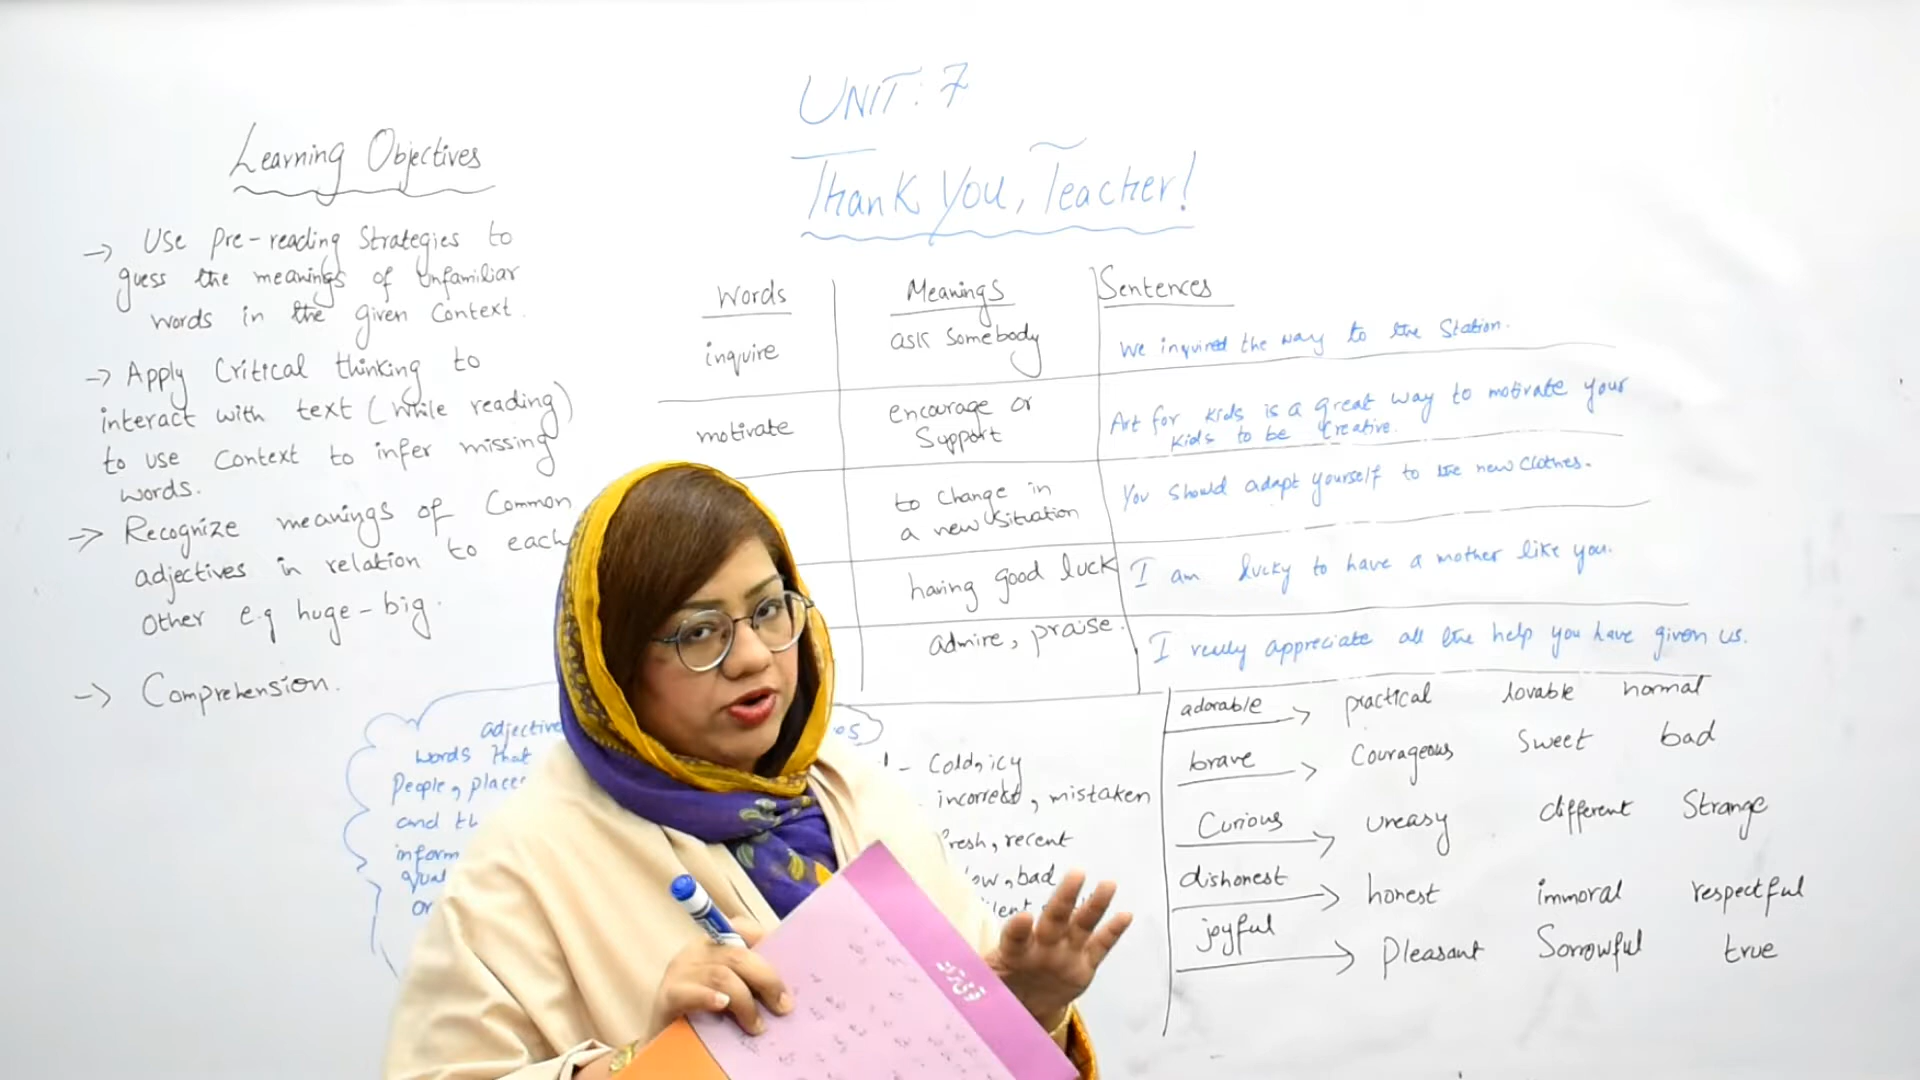 UNIT: 7
Thank You, Teacher!
Learning Objectives
-> Use Pre-reading Strategies to
guess the meanings of unfamiliar
words in the given Context.
-> Apply Critical thinking to
interact with text (while reading)
to use Context to infer missing
words.
-> Recognize meanings of Common
adjectives in relation to each
other e.g huge-big.
-> Comprehension.
Words Meanings Sentences
inquire ask somebody We inquired the way to the Station.
motivate encourage or Support Art for kids is a great way to motivate your
kids to be Creative.
to change in
a new situation You should adapt yourself to the new clothes.
having good luck I am lucky to have a mother like you.
admire, praise. I really appreciate all the help you have given us.
adjective
words that
People, places
and
inform
or
- Cold, icy
incorrect, mistaken
recent
bad
adorable -> practical lovable normal
brave -> Courageous Sweet bad
Curious -> uneasy different Strange
dishonest -> honest immoral respectful
joyful -> Pleasant Sorrowful true